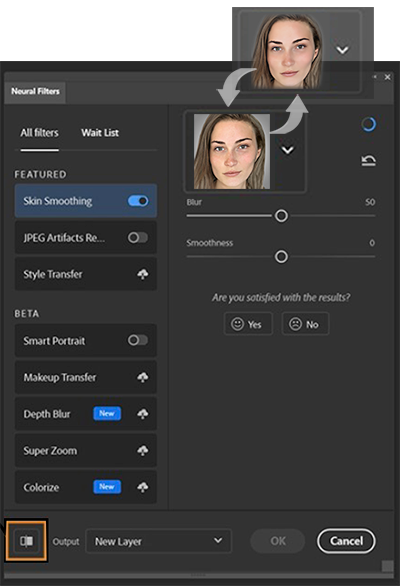 Neural Filters
All filters
Wait List
FEATURED
Skin Smoothing
JPEG Artifacts Re...
Style Transfer
BETA
Smart Portrait
Makeup Transfer
Depth Blur New
Super Zoom
Colorize New
Blur 50
Smoothness 0
Are you satisfied with the results?
Yes
No
Output New Layer
OK
Cancel